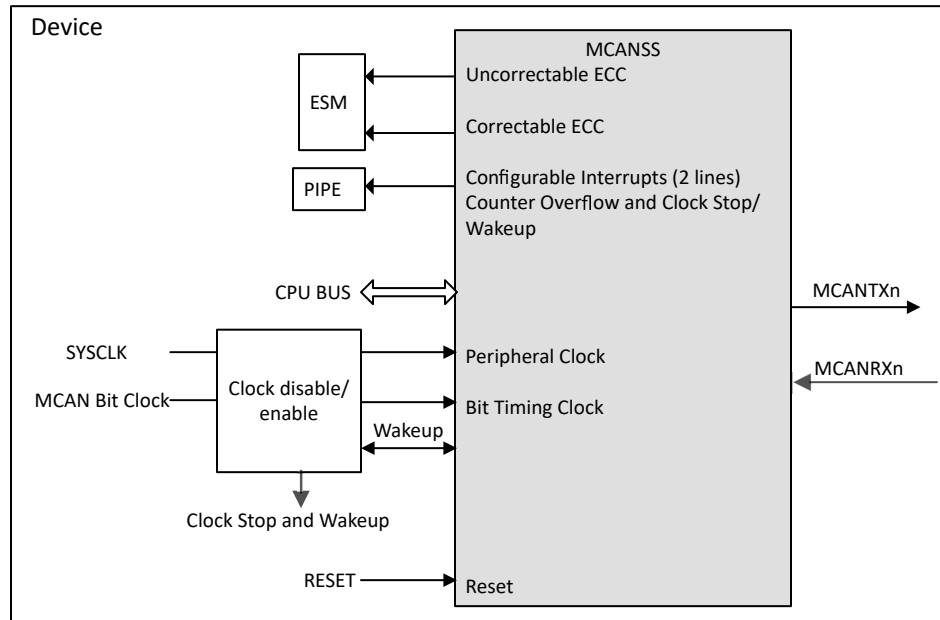 Device
MCANSS
Uncorrectable ECC
ESM
Correctable ECC
Configurable Interrupts (2 lines)
PIPE
Counter Overflow and Clock Stop/
Wakeup
CPU BUS
MCANTXn
SYSCLK
Peripheral Clock
MCANRXn
Clock disable/
enable
MCAN Bit Clock
Bit Timing Clock
Wakeup
Clock Stop and Wakeup
RESET
Reset